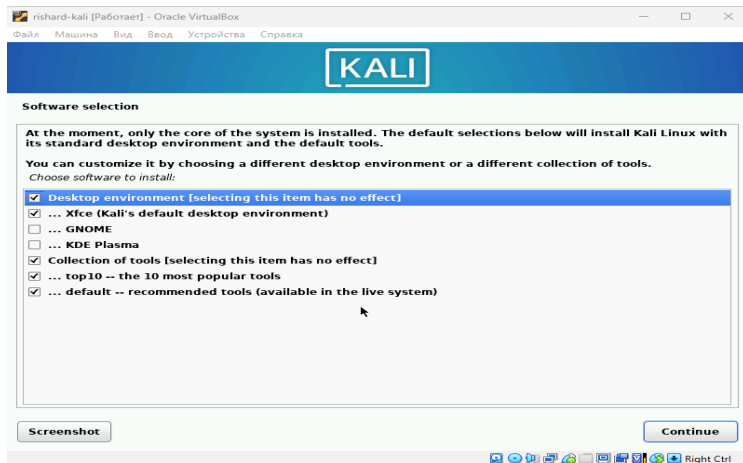 rishard-kali [Работает] - Oracle VirtualBox
Файл Машина Вид Ввод Устройства Справка
KALI
Software selection
At the moment, only the core of the system is installed. The default selections below will install Kali Linux with
its standard desktop environment and the default tools.
You can customize it by choosing a different desktop environment or a different collection of tools.
Choose software to install:
Desktop environment [selecting this item has no effect]
... Xfce (Kali's default desktop environment)
... GNOME
... KDE Plasma
Collection of tools [selecting this item has no effect]
... top10 -- the 10 most popular tools
... default -- recommended tools (available in the live system)
Screenshot
Continue
Right Ctrl